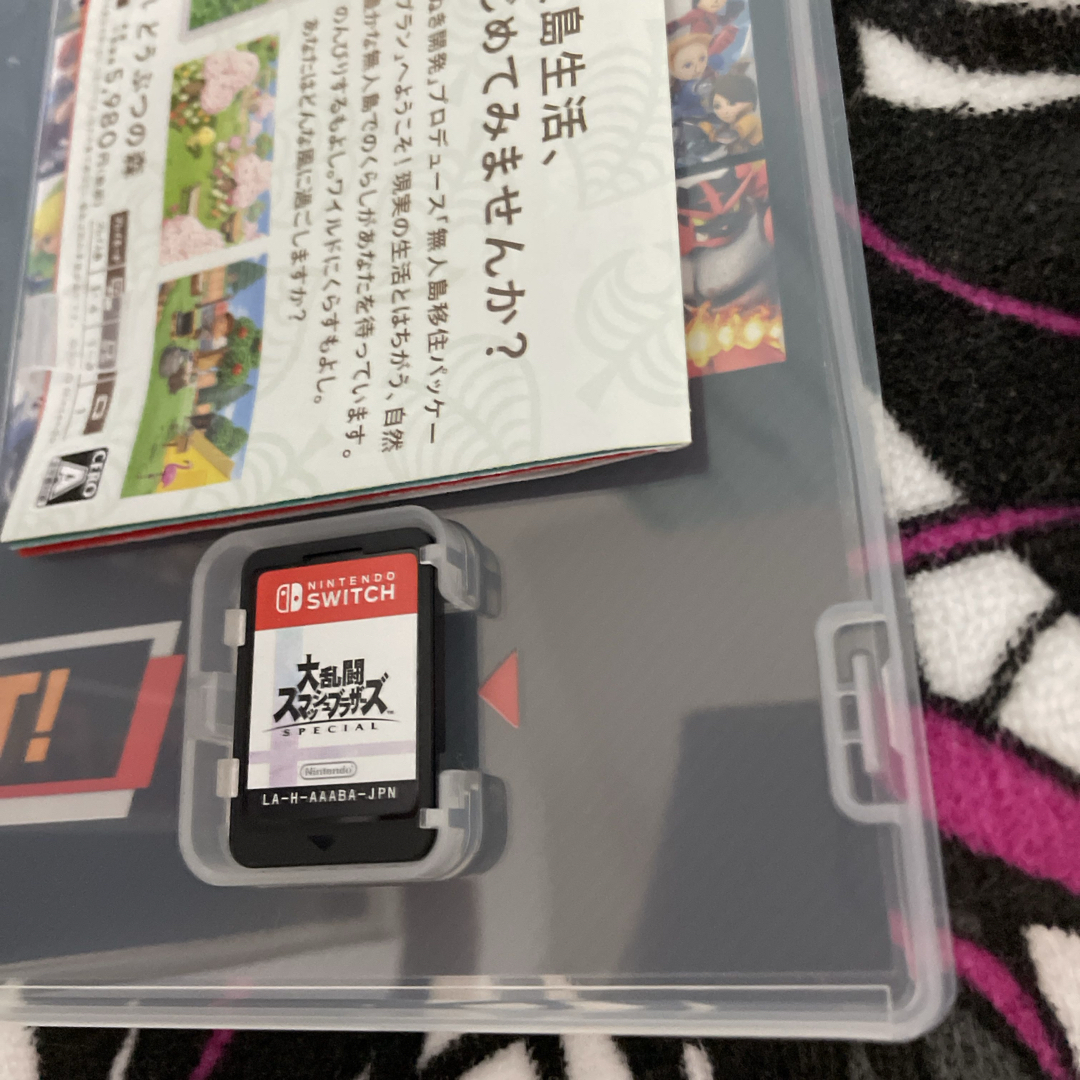 島生活、
めてみませんか?
ぬき開発」プロデュース「無人島移住パッケー
プラン」へようこそ！現実の生活とはちがう、自然
豊かな無人島でのくらしがあなたを待っています。
のんびりするもよし。ワイルドにくらすもよし。
あなたはどんな風に過ごしますか?
どうぶつの森
5,980円
CERO
A
T!
NINTENDO
SWITCH
大乱闘
スマッシュブラザーズ
SPECIAL
Nintendo
LA-H-AAABA-JPN